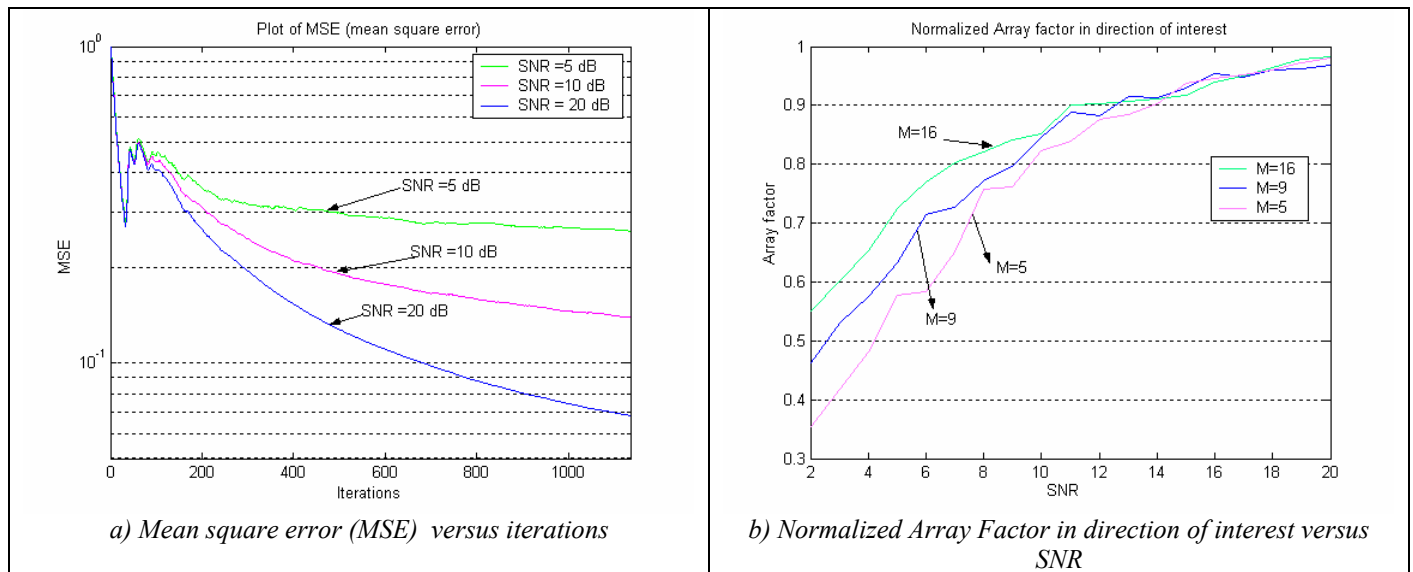 Plot of MSE (mean square error)
10^0
10^-1
MSE
SNR =5 dB
SNR = 10 dB
SNR = 20 dB
SNR =5 dB
SNR =10 dB
SNR =20 dB
0 200 400 600 800 1000
Iterations
a) Mean square error (MSE) versus iterations
Normalized Array factor in direction of interest
1
0.9
0.8
0.7
0.6
0.5
0.4
0.3
Array factor
M=16
M=16
M=9
M=5
M=5
M=9
2 4 6 8 10 12 14 16 18 20
SNR
b) Normalized Array Factor in direction of interest versus
SNR